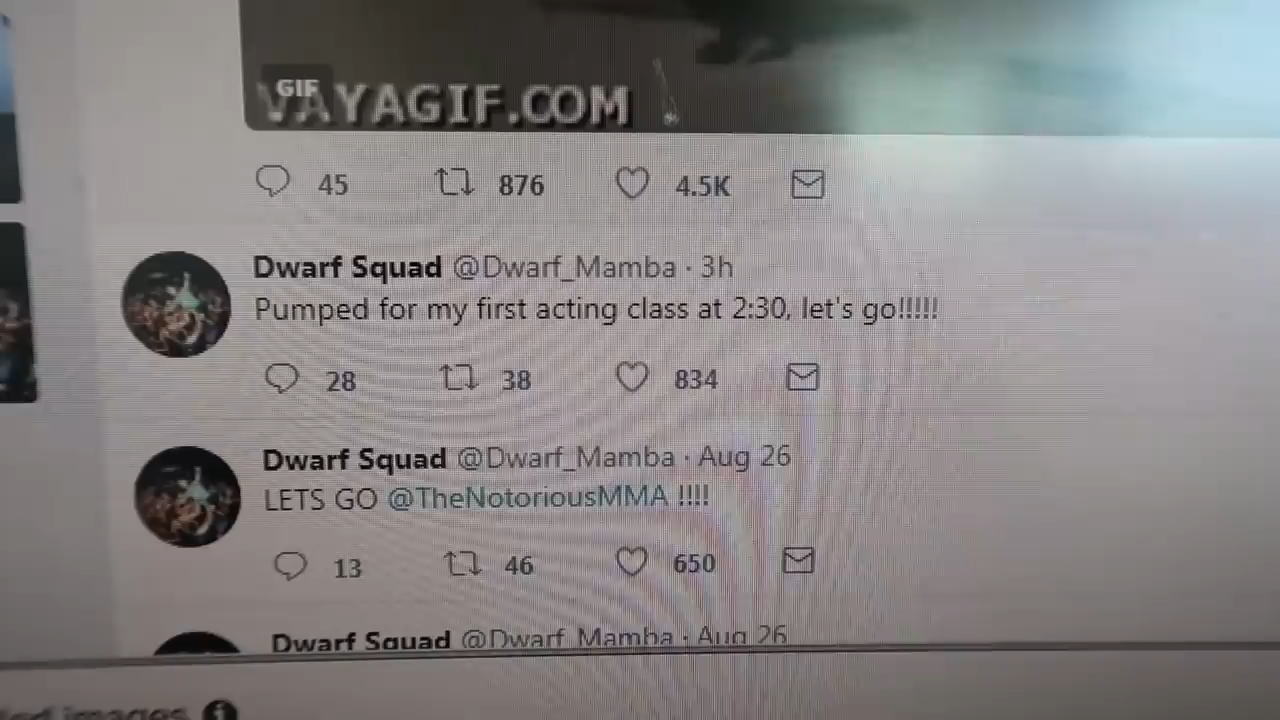 GIF
VAYAGIF.COM
45 876 4.5K
Dwarf Squad @Dwarf_Mamba · 3h
Pumped for my first acting class at 2:30, let's go!!!!!
28 38 834
Dwarf Squad @Dwarf_Mamba · Aug 26
LETS GO @TheNotoriousMMA !!!!
13 46 650
Dwarf Squad @Dwarf_Mamba · Aug 26
images